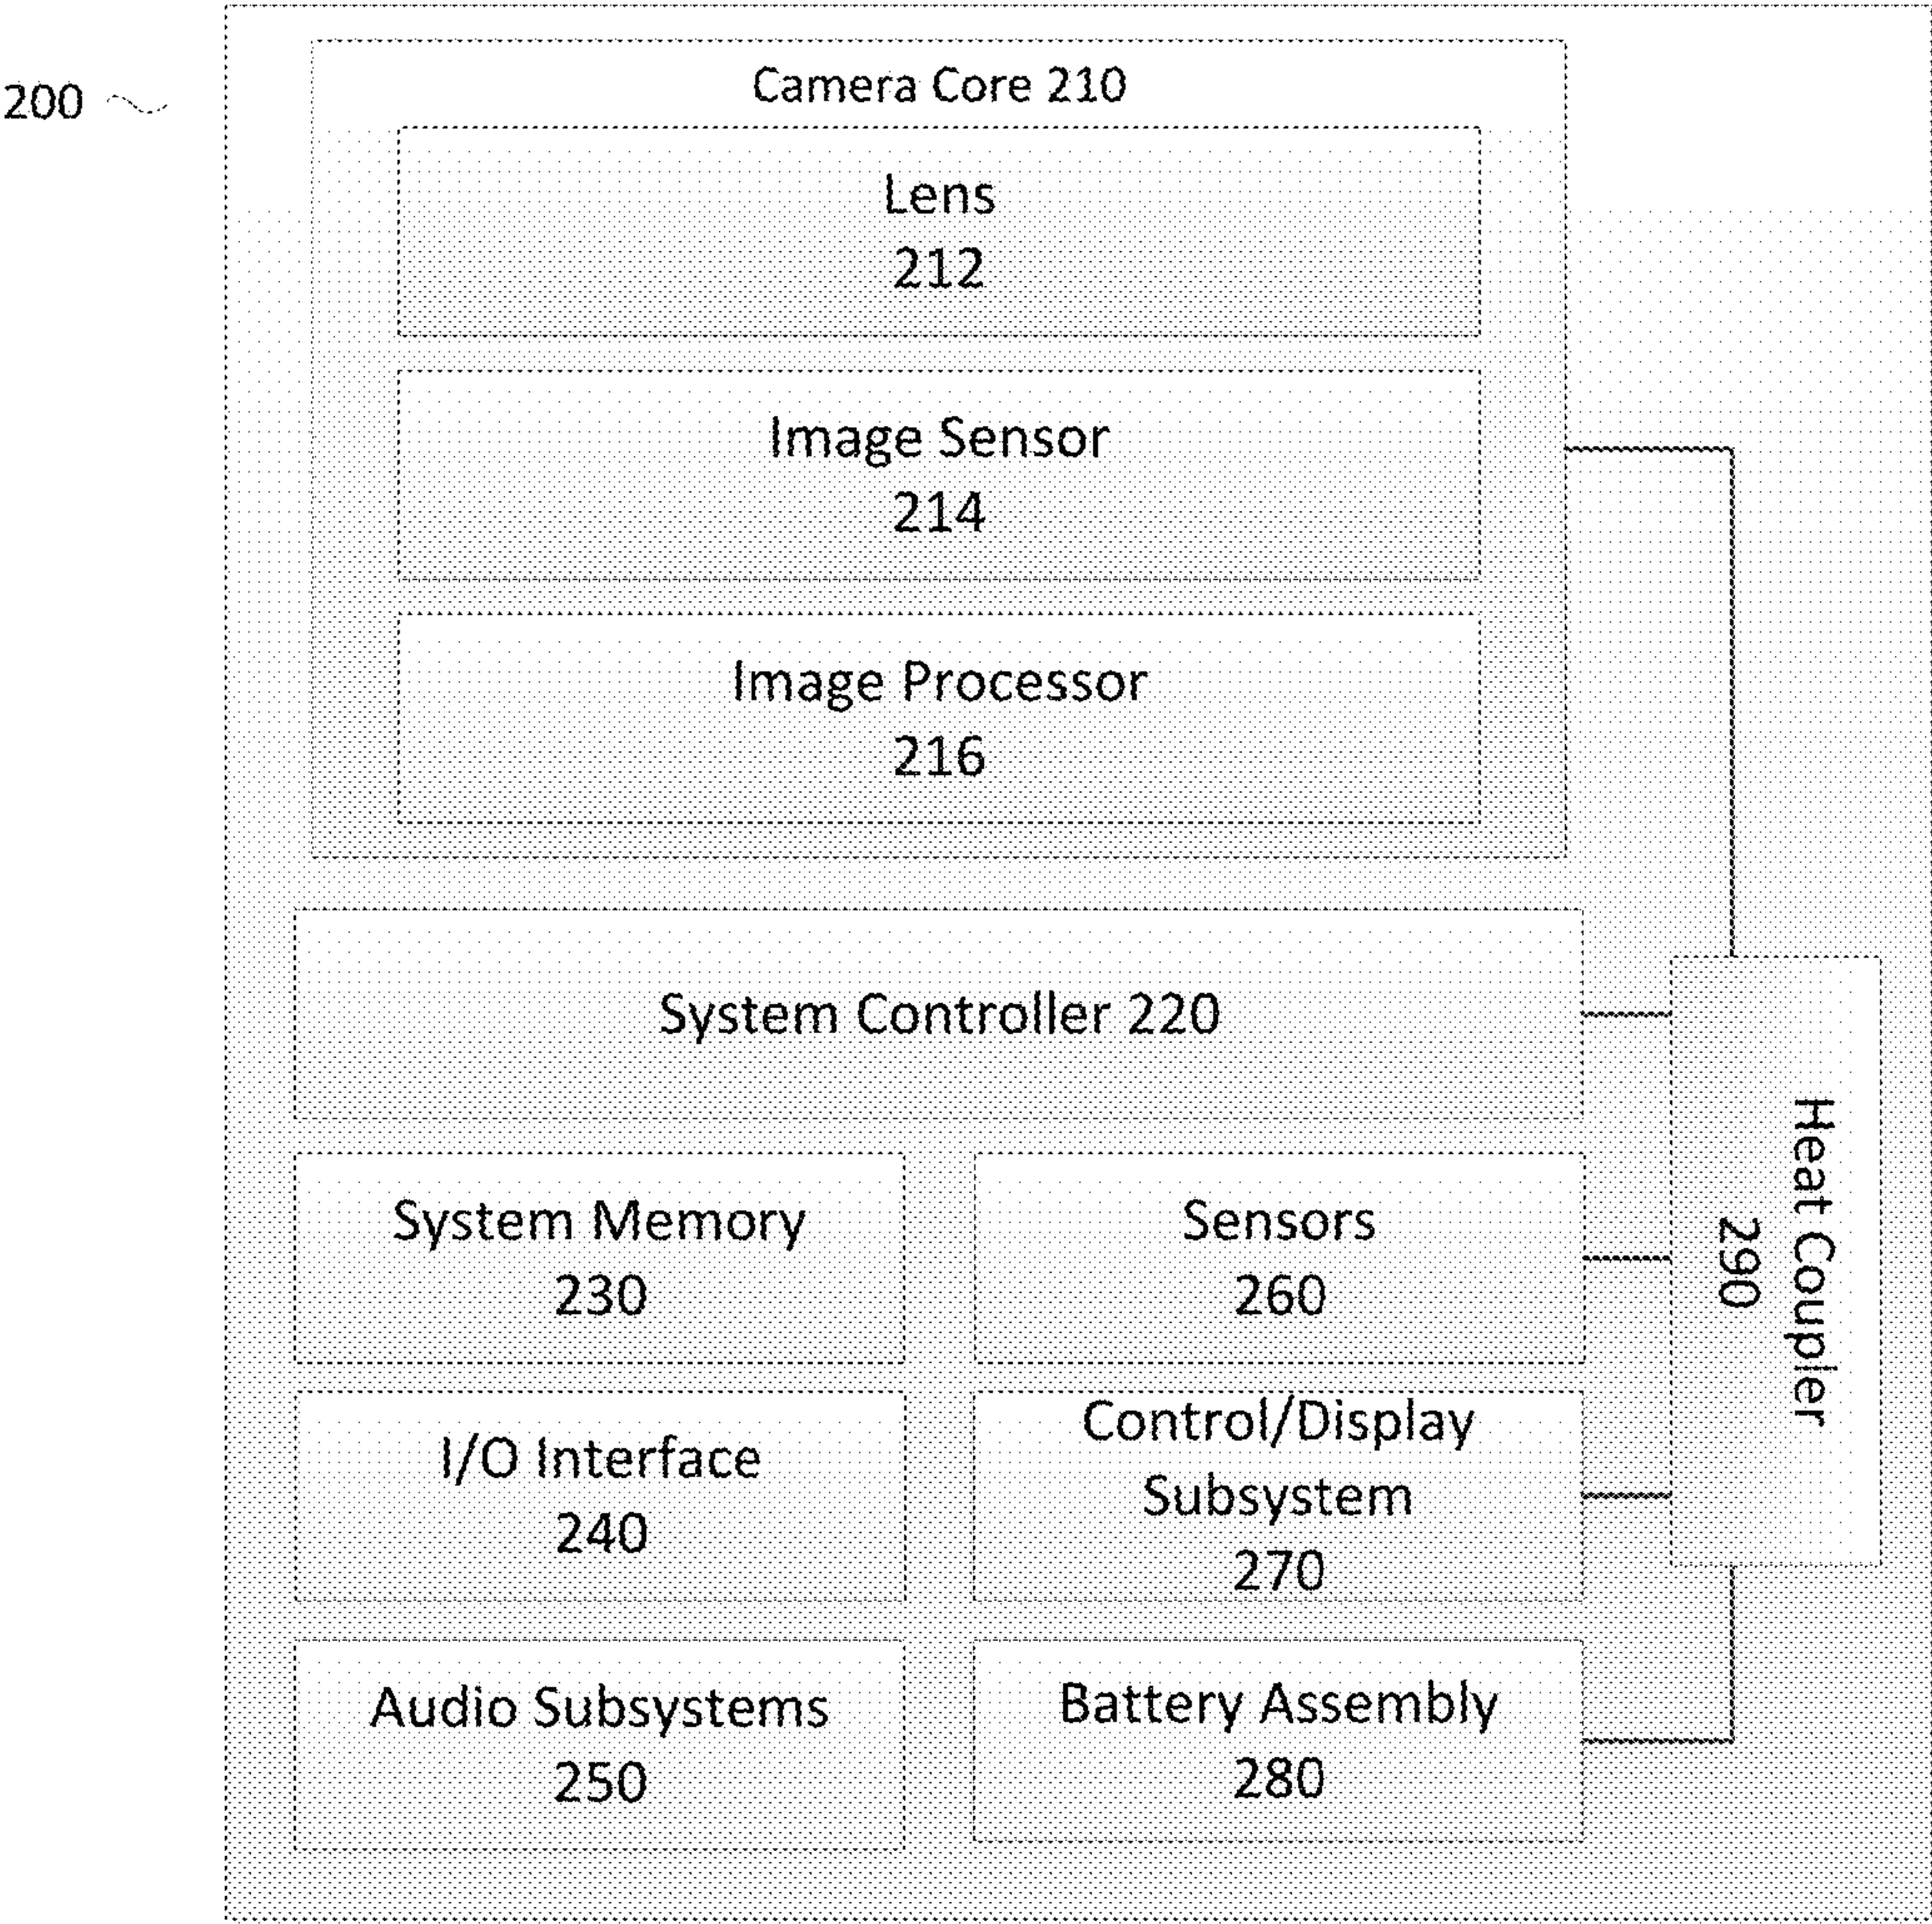 200
Camera Core 210
Lens
212
Image Sensor
214
Image Processor
216
System Controller 220
System Memory
230
Sensors
260
I/O Interface
240
Control/Display
Subsystem
270
Audio Subsystems
250
Battery Assembly
280
Heat Coupler
290